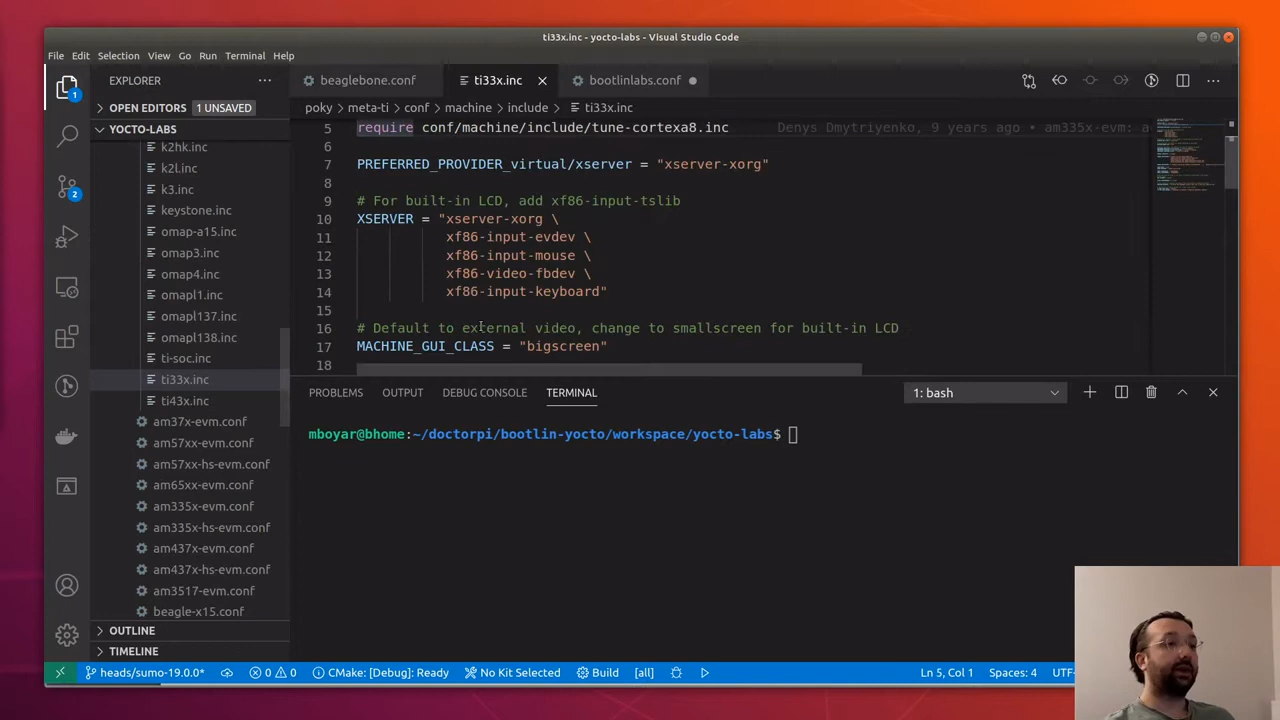 ti33x.inc - yocto-labs - Visual Studio Code
File Edit Selection View Go Run Terminal Help
EXPLORER
beaglebone.conf
ti33x.inc
bootlinlabs.conf
OPEN EDITORS 1 UNSAVED
poky > meta-ti > conf > machine > include > ti33x.inc
YOCTO-LABS
k2hk.inc
k2l.inc
k3.inc
keystone.inc
omap-a15.inc
omap3.inc
omap4.inc
omapl1.inc
omapl137.inc
omapl138.inc
ti-soc.inc
ti33x.inc
ti43x.inc
am37x-evm.conf
am57xx-evm.conf
am57xx-hs-evm.conf
am65xx-evm.conf
am335x-evm.conf
am335x-hs-evm.conf
am437x-evm.conf
am437x-hs-evm.conf
am3517-evm.conf
beagle-x15.conf
OUTLINE
TIMELINE
1
2
5 require conf/machine/include/tune-cortexa8.inc Denys Dmytriyenko, 9 years ago • am335x-evm: a
6
7 PREFERRED_PROVIDER_virtual/xserver = "xserver-xorg"
8
9 # For built-in LCD, add xf86-input-tslib
10 XSERVER = "xserver-xorg \
11 xf86-input-evdev \
12 xf86-input-mouse \
13 xf86-video-fbdev \
14 xf86-input-keyboard"
15
16 # Default to external video, change to smallscreen for built-in LCD
17 MACHINE_GUI_CLASS = "bigscreen"
18
PROBLEMS OUTPUT DEBUG CONSOLE TERMINAL 1: bash
mboyar@bhome:~/doctorpi/bootlin-yocto/workspace/yocto-labs$
heads/sumo-19.0.0* 0 0 CMake: [Debug]: Ready No Kit Selected Build [all] Ln 5, Col 1 Spaces: 4 UTF-